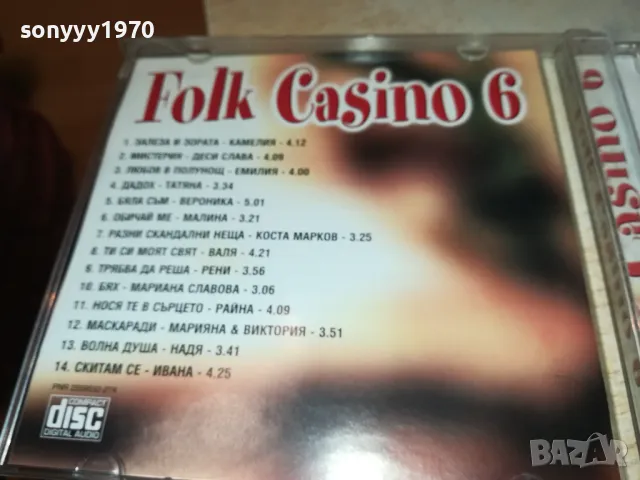 sonyyy1970
Folk Casino 6
1. ЗАЛЕЗА И ЗОРАТА - КАМЕЛИЯ - 4.12
2. МИСТЕРИЯ - ДЕСИ СЛАВА - 4.09
3. ЛЮБОВ В ПОЛУНОЩ - ЕМИЛИЯ - 4.00
4. ДАДОХ - ТАТЯНА - 3.34
5. БЯЛА СЪМ - ВЕРОНИКА - 5.01
6. ОБИЧАЙ МЕ - МАЛИНА - 3.21
7. РАЗНИ СКАНДАЛНИ НЕЩА - КОСТА МАРКОВ - 3.25
8. ТИ СИ МОЯТ СВЯТ - ВАЛЯ - 4.21
9. ТРЯБВА ДА РЕША - РЕНИ - 3.56
10. БЯХ - МАРИАНА СЛАВОВА - 3.06
11. НОСЯ ТЕ В СЪРЦЕТО - РАЙНА - 4.09
12. МАСКАРАДИ - МАРИЯНА & ВИКТОРИЯ - 3.51
13. ВОЛНА ДУША - НАДЯ - 3.41
14. СКИТАМ СЕ - ИВАНА - 4.25
COMPACT
disc
DIGITAL AUDIO
Casino 6
BAZAR